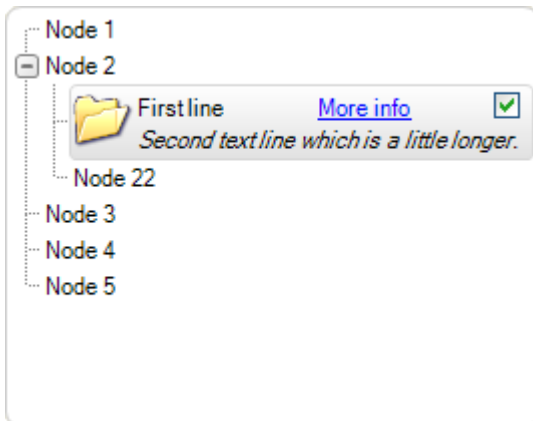 Node 1
Node 2
First line More info
Second text line which is a little longer.
Node 22
Node 3
Node 4
Node 5